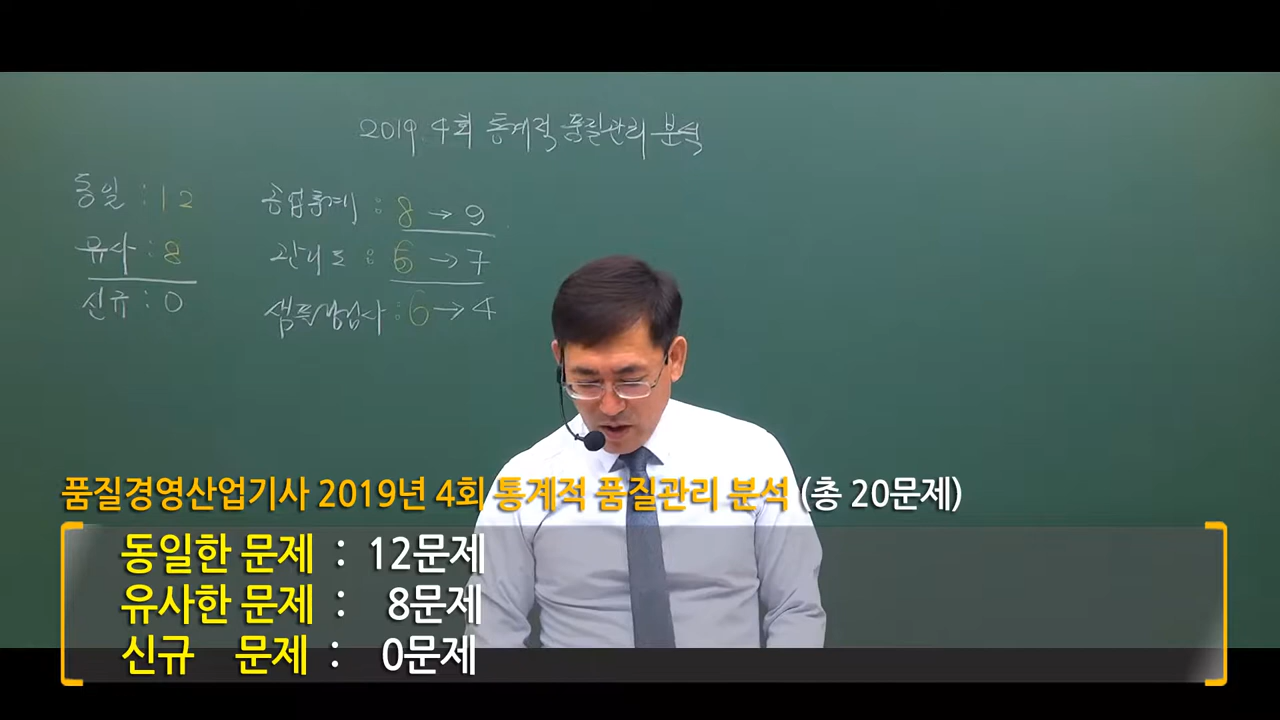 2019. 4회 통계적 품질관리 분석
동일 : 12
유사 : 8
신규 : 0
공업통계 : 8 → 9
관리도 : 6 → 7
샘플링검사 : 6 → 4
품질경영산업기사 2019년 4회 통계적 품질관리 분석 (총 20문제)
동일한 문제 : 12문제
유사한 문제 : 8문제
신규 문제 : 0문제